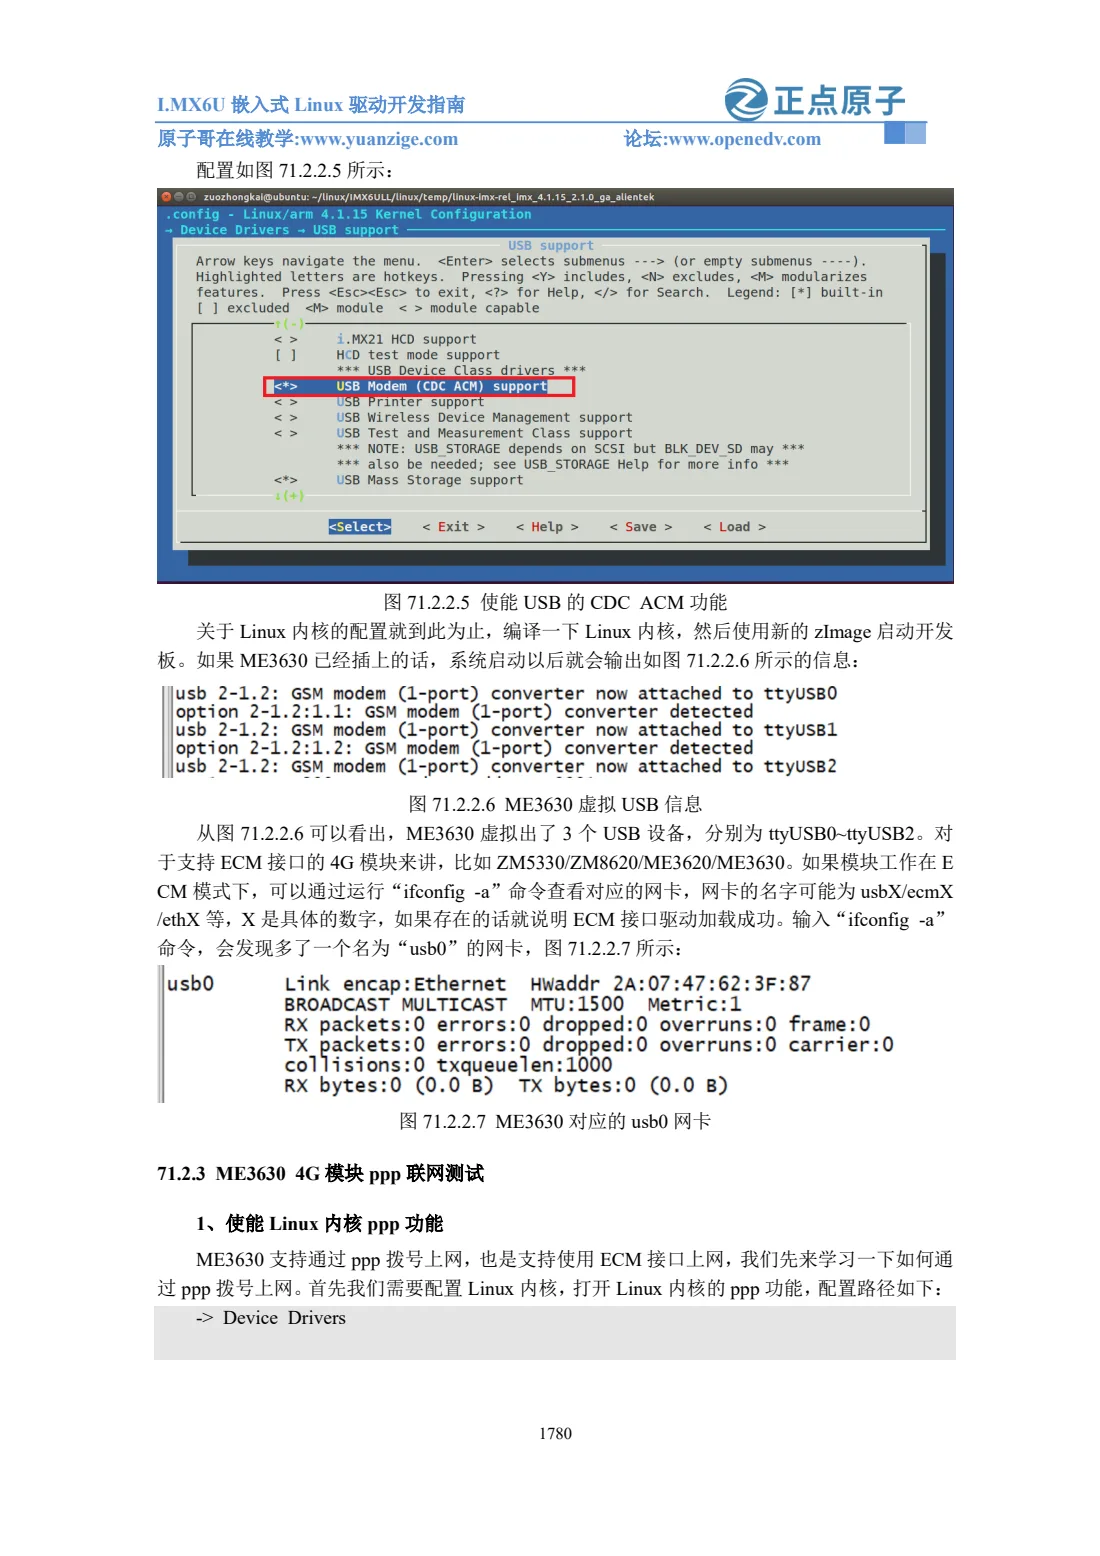 I.MX6U 嵌入式 Linux 驱动开发指南
正点原子
原子哥在线教学:www.yuanzige.com 论坛:www.openedv.com
配置如图 71.2.2.5 所示：
zuozhongkai@ubuntu: ~/linux/IMX6ULL/linux/temp/linux-imx-rel_imx_4.1.15_2.1.0_ga_alientek
.config - Linux/arm 4.1.15 Kernel Configuration
→ Device Drivers → USB support
USB support
Arrow keys navigate the menu. <Enter> selects submenus ---> (or empty submenus ----).
Highlighted letters are hotkeys. Pressing <Y> includes, <N> excludes, <M> modularizes
features. Press <Esc><Esc> to exit, <?> for Help, </> for Search. Legend: [*] built-in
[ ] excluded <M> module < > module capable
↑(-)
< > i.MX21 HCD support
[ ] HCD test mode support
*** USB Device Class drivers ***
<*> USB Modem (CDC ACM) support
< > USB Printer support
< > USB Wireless Device Management support
< > USB Test and Measurement Class support
*** NOTE: USB_STORAGE depends on SCSI but BLK_DEV_SD may ***
*** also be needed; see USB_STORAGE Help for more info ***
<*> USB Mass Storage support
↓(+)
<Select> < Exit > < Help > < Save > < Load >
图 71.2.2.5 使能 USB 的 CDC ACM 功能
关于 Linux 内核的配置就到此为止，编译一下 Linux 内核，然后使用新的 zImage 启动开发
板。如果 ME3630 已经插上的话，系统启动以后就会输出如图 71.2.2.6 所示的信息：
usb 2-1.2: GSM modem (1-port) converter now attached to ttyUSB0
option 2-1.2:1.1: GSM modem (1-port) converter detected
usb 2-1.2: GSM modem (1-port) converter now attached to ttyUSB1
option 2-1.2:1.2: GSM modem (1-port) converter detected
usb 2-1.2: GSM modem (1-port) converter now attached to ttyUSB2
图 71.2.2.6 ME3630 虚拟 USB 信息
从图 71.2.2.6 可以看出，ME3630 虚拟出了 3 个 USB 设备，分别为 ttyUSB0~ttyUSB2。对
于支持 ECM 接口的 4G 模块来讲，比如 ZM5330/ZM8620/ME3620/ME3630。如果模块工作在 E
CM 模式下，可以通过运行“ifconfig -a”命令查看对应的网卡，网卡的名字可能为 usbX/ecmX
/ethX 等，X 是具体的数字，如果存在的话就说明 ECM 接口驱动加载成功。输入“ifconfig -a”
命令，会发现多了一个名为“usb0”的网卡，图 71.2.2.7 所示：
usb0 Link encap:Ethernet HWaddr 2A:07:47:62:3F:87
BROADCAST MULTICAST MTU:1500 Metric:1
RX packets:0 errors:0 dropped:0 overruns:0 frame:0
TX packets:0 errors:0 dropped:0 overruns:0 carrier:0
collisions:0 txqueuelen:1000
RX bytes:0 (0.0 B) TX bytes:0 (0.0 B)
图 71.2.2.7 ME3630 对应的 usb0 网卡
71.2.3 ME3630 4G 模块 ppp 联网测试
1、使能 Linux 内核 ppp 功能
ME3630 支持通过 ppp 拨号上网，也是支持使用 ECM 接口上网，我们先来学习一下如何通
过 ppp 拨号上网。首先我们需要配置 Linux 内核，打开 Linux 内核的 ppp 功能，配置路径如下：
-> Device Drivers
1780